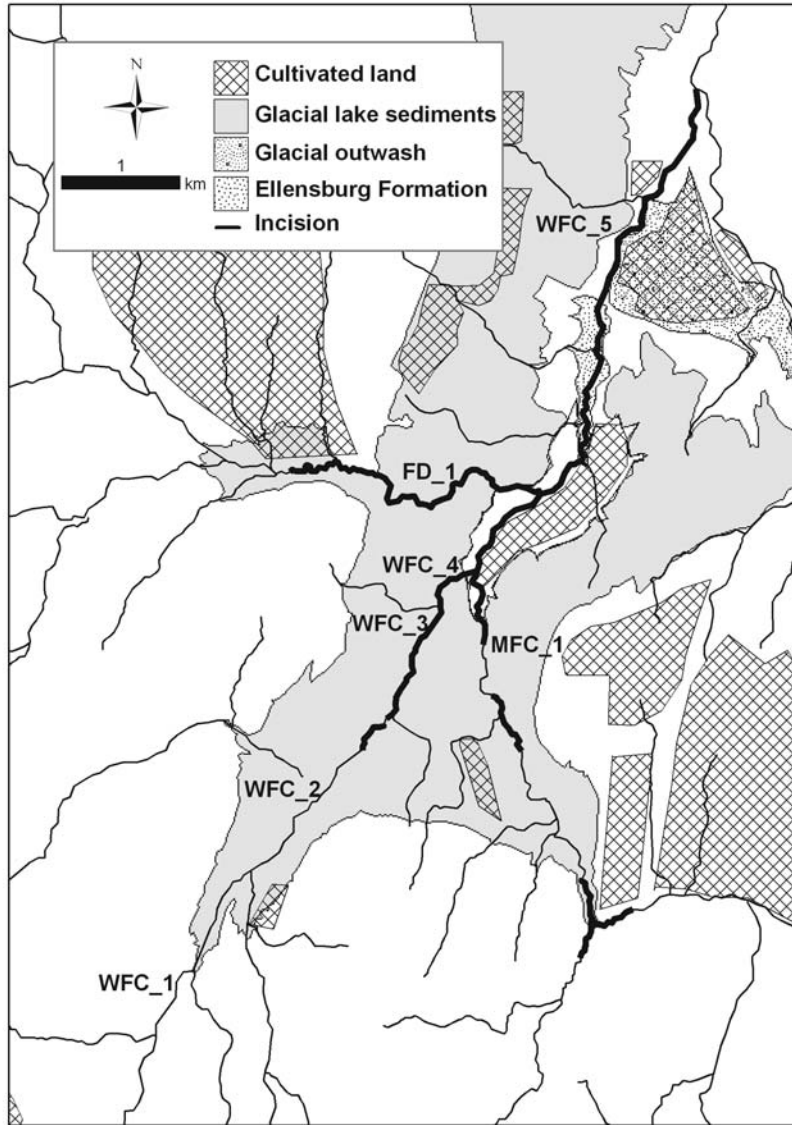 N
1
km
Cultivated land
Glacial lake sediments
Glacial outwash
Ellensburg Formation
Incision
WFC_5
FD_1
WFC_4
WFC_3
MFC_1
WFC_2
WFC_1